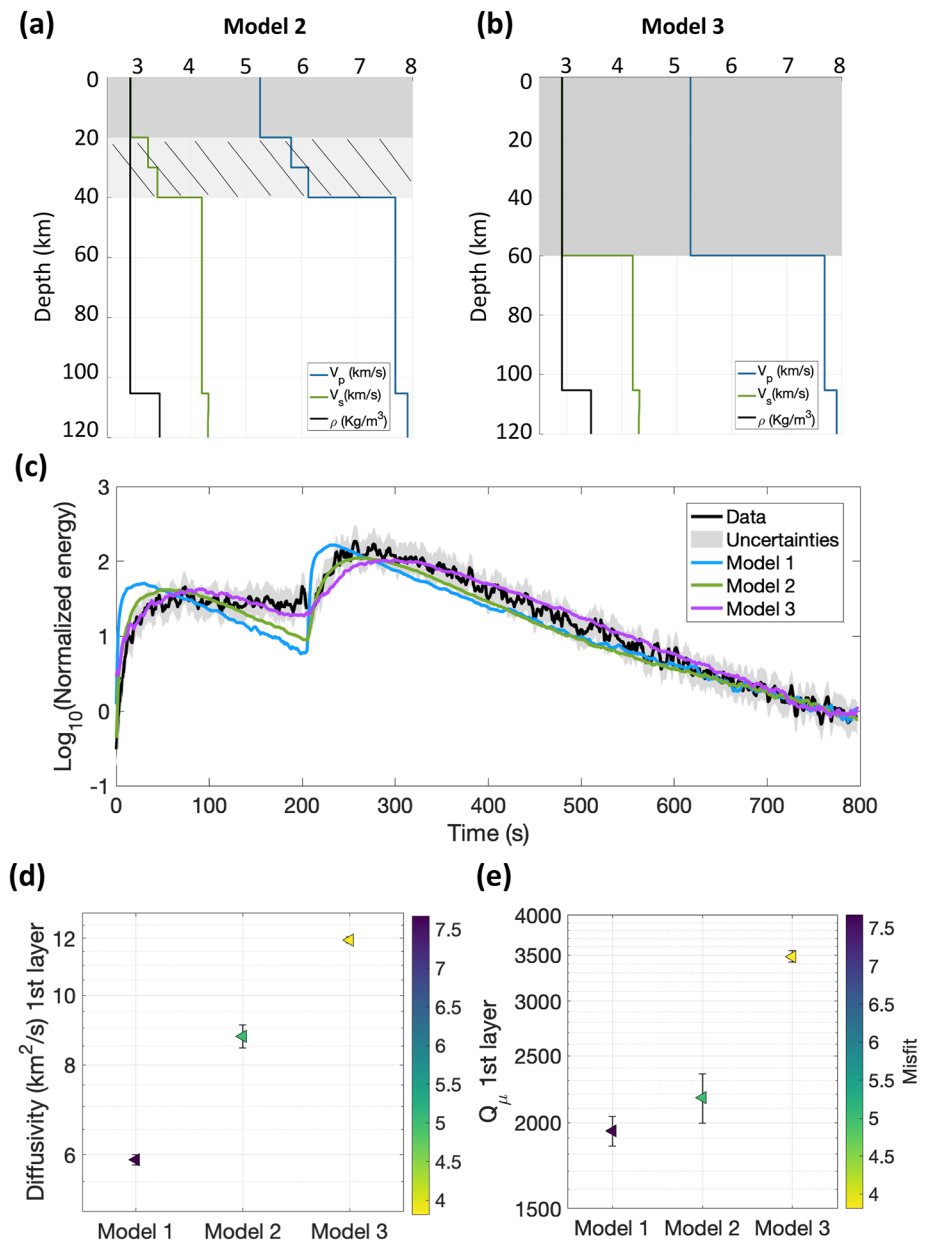 (a)
Model 2
3 4 5 6 7 8
0
20
40
60
80
100
120
Depth (km)
Vp (km/s)
Vs(km/s)
ρ (Kg/m3)
(b)
Model 3
3 4 5 6 7 8
0
20
40
60
80
100
120
Depth (km)
Vp (km/s)
Vs(km/s)
ρ (Kg/m3)
(c)
3
2
1
0
-1
Log10(Normalized energy)
Data
Uncertainties
Model 1
Model 2
Model 3
0 100 200 300 400 500 600 700 800
Time (s)
(d)
12
10
8
6
Diffusivity (km2/s) 1st layer
Model 1 Model 2 Model 3
7.5
7
6.5
6
5.5
5
4.5
4
(e)
4000
3500
3000
2500
2000
1500
Qμ 1st layer
Model 1 Model 2 Model 3
7.5
7
6.5
6
5.5
5
4.5
4
Misfit